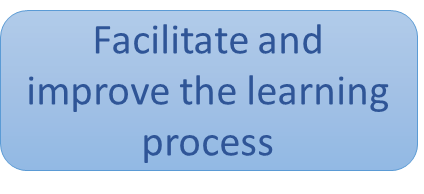 Facilitate and
improve the learning
process